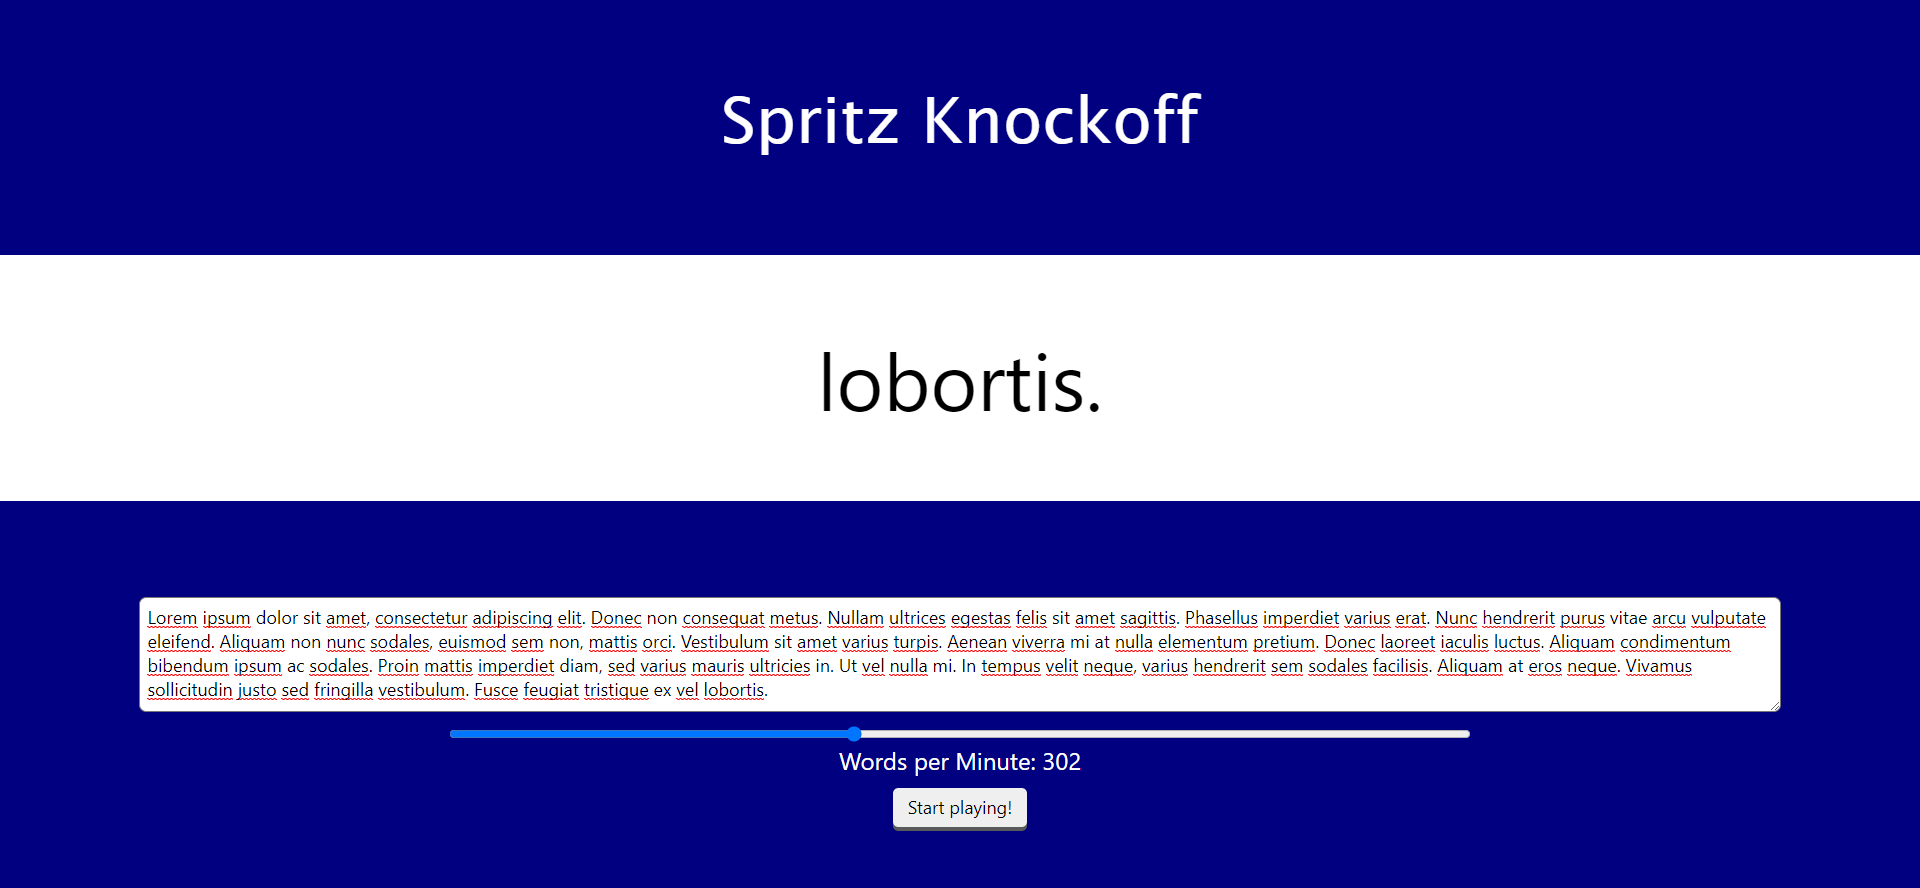 Spritz Knockoff
lobortis.
Lorem ipsum dolor sit amet, consectetur adipiscing elit. Donec non consequat metus. Nullam ultrices egestas felis sit amet sagittis. Phasellus imperdiet varius erat. Nunc hendrerit purus vitae arcu vulputate
eleifend. Aliquam non nunc sodales, euismod sem non, mattis orci. Vestibulum sit amet varius turpis. Aenean viverra mi at nulla elementum pretium. Donec laoreet iaculis luctus. Aliquam condimentum
bibendum ipsum ac sodales. Proin mattis imperdiet diam, sed varius mauris ultricies in. Ut vel nulla mi. In tempus velit neque, varius hendrerit sem sodales facilisis. Aliquam at eros neque. Vivamus
sollicitudin justo sed fringilla vestibulum. Fusce feugiat tristique ex vel lobortis.
Words per Minute: 302
Start playing!